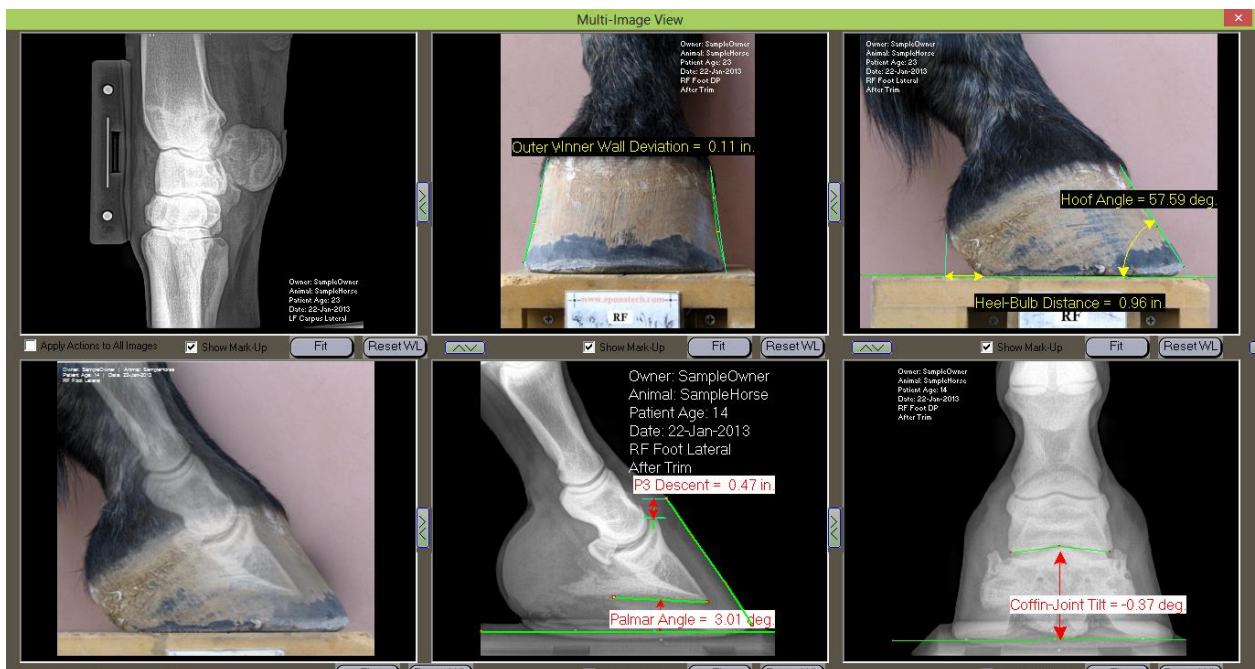 Multi-Image View
Owner: SampleOwner
Animal: SampleHorse
Patient Age: 23
Date: 22-Jan-2013
LF Carpus Lateral
Owner: SampleOwner
Animal: SampleHorse
Patient Age: 23
Date: 22-Jan-2013
RF Foot DP
After Trim
Outer
Inner Wall Deviation = 0.11 in.
www.eponatech.com
RF
Owner: SampleOwner
Animal: SampleHorse
Patient Age: 23
Date: 22-Jan-2013
RF Foot Lateral
After Trim
Hoof Angle = 57.59 deg.
Heel-Bulb Distance = 0.96 in.
RF
Apply Actions to All Images
Show Mark-Up
Fit
Reset WL
Show Mark-Up
Fit
Reset WL
Show Mark-Up
Fit
Reset WL
Owner: SampleOwner | Animal: SampleHorse
Patient Age: 14 | Date: 22-Jan-2013
RF Foot Lateral
Owner: SampleOwner
Animal: SampleHorse
Patient Age: 14
Date: 22-Jan-2013
RF Foot Lateral
After Trim
P3 Descent = 0.47 in.
Palmar Angle = 3.01 deg.
Owner: SampleOwner
Animal: SampleHorse
Patient Age: 14
Date: 22-Jan-2013
RF Foot DP
After Trim
Coffin-Joint Tilt = -0.37 deg.